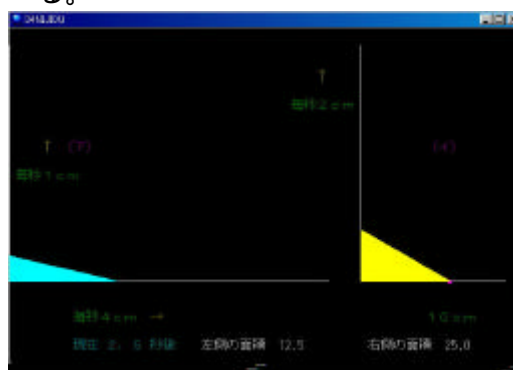 る。
↑
毎秒2cm
↑ (ア) (イ)
毎秒1cm
毎秒4cm → 10cm
現在 2. 5 秒後 左側の面積 12.5 右側の面積 25.0